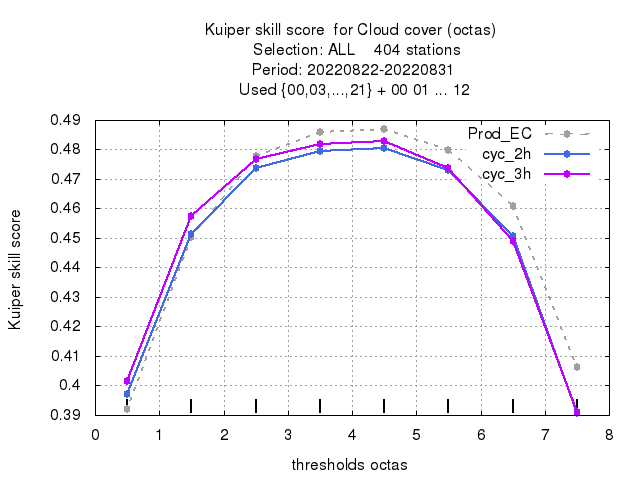 Kuiper skill score  for Cloud cover (octas)
Selection: ALL    404 stations
Period: 20220822-20220831
Used {00,03,...,21} + 00 01 ... 12
Prod_EC
cyc_2h
cyc_3h
Kuiper skill score
0.49
0.48
0.47
0.46
0.45
0.44
0.43
0.42
0.41
0.4
0.39
0 1 2 3 4 5 6 7 8
thresholds octas